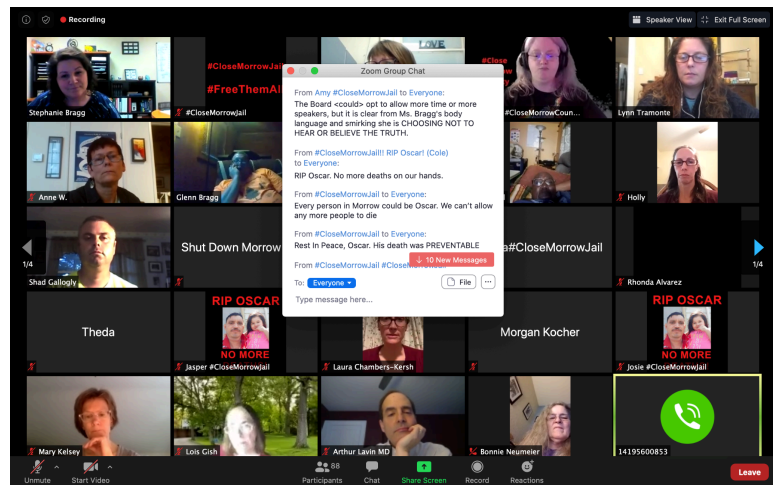 Recording
Speaker View
Exit Full Screen
LOVE
#CloseMorrowJail
#FreeThemAl
#Close
Stephanie Bragg
#CloseMorrowJail
#CloseMorrowCoun...
Lynn Tramonte
Zoom Group Chat
From Amy #CloseMorrowJail to Everyone:
The Board <could> opt to allow more time or more
speakers, but it is clear from Ms. Bragg's body
language and smirking she is CHOOSING NOT TO
HEAR OR BELIEVE THE TRUTH.
From #CloseMorrowJail!! RIP Oscar! (Cole)
to Everyone:
RIP Oscar. No more deaths on our hands.
From #CloseMorrowJail to Everyone:
Every person in Morrow could be Oscar. We can't allow
any more people to die
From #CloseMorrowJail to Everyone:
Rest In Peace, Oscar. His death was PREVENTABLE
From #CloseMorrowJail
10 New Messages
To: Everyone
File
Type message here...
Anne W.
Glenn Bragg
Holly
1/4
Shad Gallogly
Shut Down Morrow
a#CloseMorrowJail
Rhonda Alvarez
1/4
Theda
RIP OSCAR
NO MORE
Jasper #CloseMorrowJail
Laura Chambers-Kersh
Morgan Kocher
RIP OSCAR
NO MORE
Josie #CloseMorrowJail
Mary Kelsey
Lois Gish
Arthur Lavin MD
Bonnie Neumeier
14195600853
Unmute
Start Video
88
Participants
Chat
Share Screen
Record
Reactions
Leave